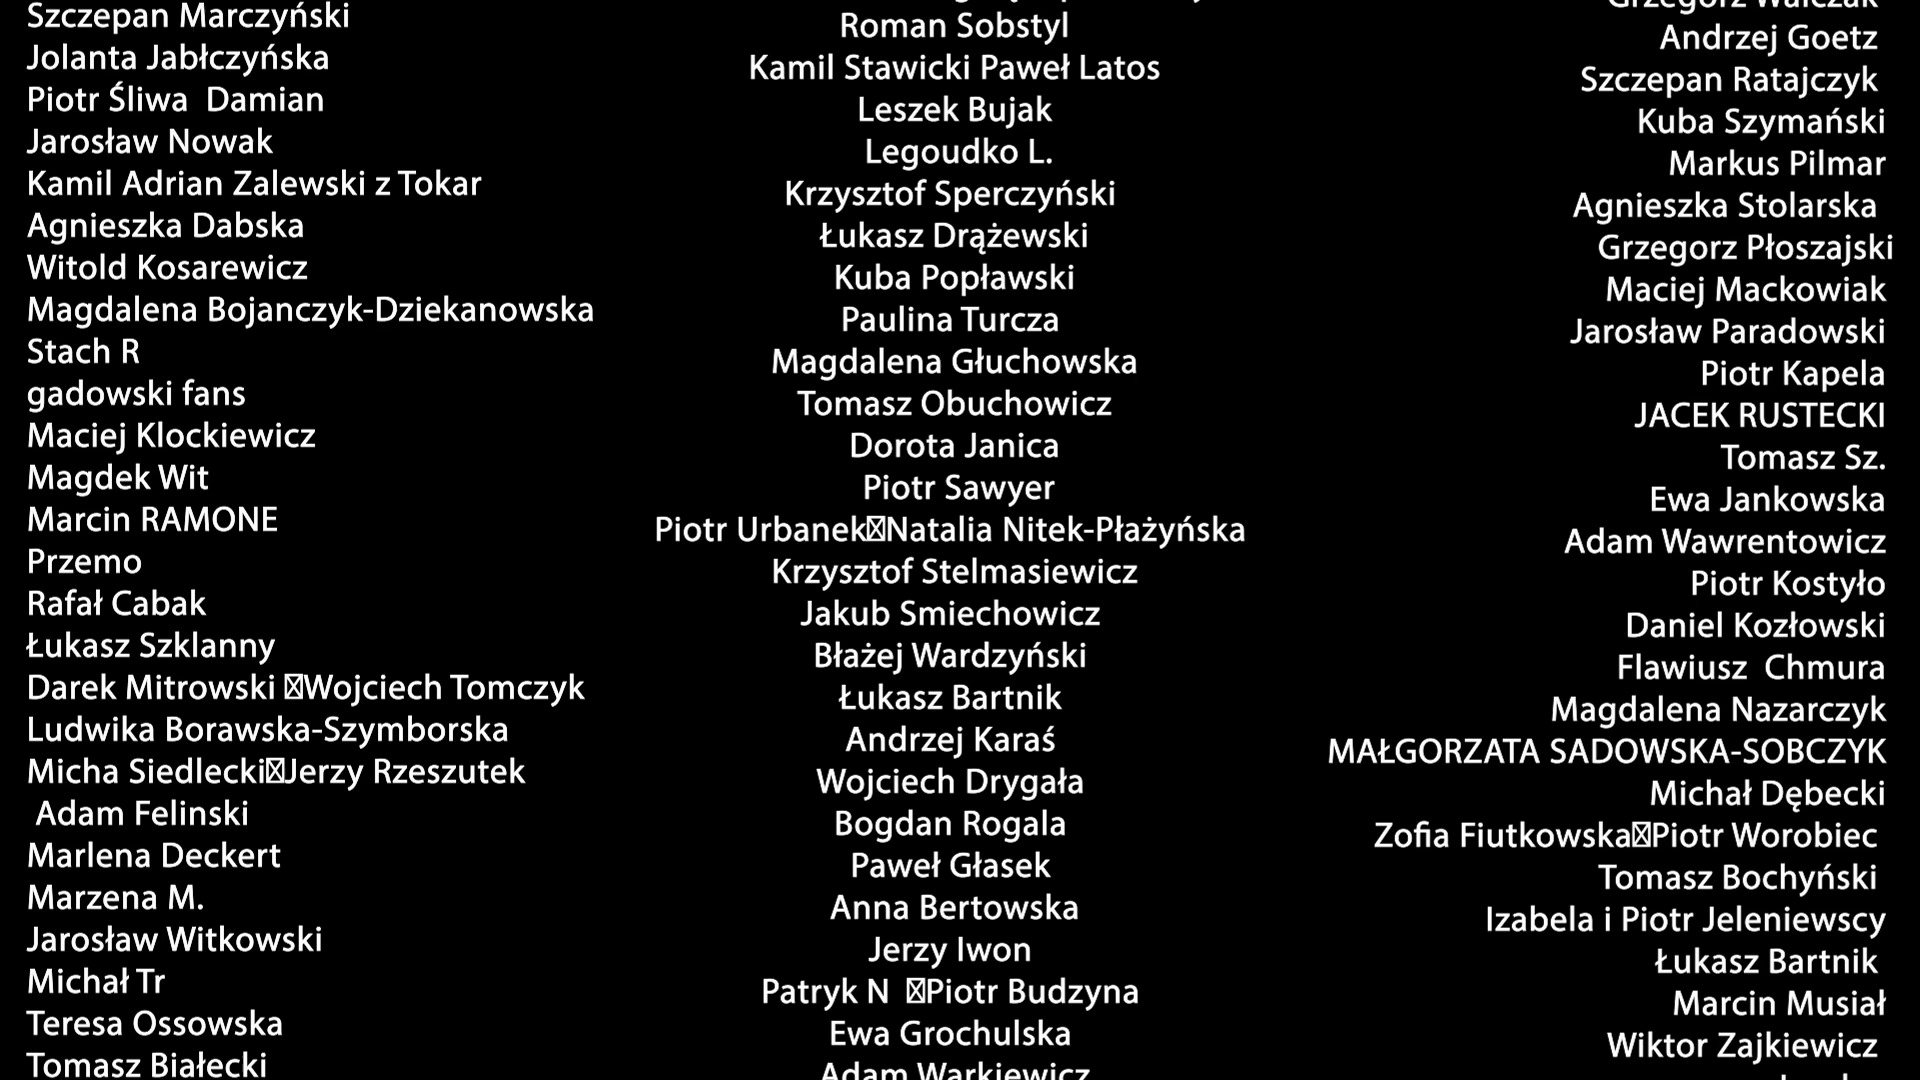 Szczepan Marczyński
Jolanta Jabłczyńska
Piotr Śliwa  Damian
Jarosław Nowak
Kamil Adrian Zalewski z Tokar
Agnieszka Dabska
Witold Kosarewicz
Magdalena Bojanczyk-Dziekanowska
Stach R
gadowski fans
Maciej Klockiewicz
Magdek Wit
Marcin RAMONE
Przemo
Rafał Cabak
Łukasz Szklanny
Darek Mitrowski Wojciech Tomczyk
Ludwika Borawska-Szymborska
Micha Siedlecki Jerzy Rzeszutek
Adam Felinski
Marlena Deckert
Marzena M.
Jarosław Witkowski
Michał Tr
Teresa Ossowska
Tomasz Białecki
Roman Sobstyl
Kamil Stawicki Paweł Latos
Leszek Bujak
Legoudko L.
Krzysztof Sperczyński
Łukasz Drążewski
Kuba Popławski
Paulina Turcza
Magdalena Głuchowska
Tomasz Obuchowicz
Dorota Janica
Piotr Sawyer
Piotr Urbanek Natalia Nitek-Płażyńska
Krzysztof Stelmasiewicz
Jakub Smiechowicz
Błażej Wardzyński
Łukasz Bartnik
Andrzej Karaś
Wojciech Drygała
Bogdan Rogala
Paweł Głasek
Anna Bertowska
Jerzy Iwon
Patryk N  Piotr Budzyna
Ewa Grochulska
Adam Warkiewicz
Grzegorz Walczak
Andrzej Goetz
Szczepan Ratajczyk
Kuba Szymański
Markus Pilmar
Agnieszka Stolarska
Grzegorz Płoszajski
Maciej Mackowiak
Jarosław Paradowski
Piotr Kapela
JACEK RUSTECKI
Tomasz Sz.
Ewa Jankowska
Adam Wawrentowicz
Piotr Kostyło
Daniel Kozłowski
Flawiusz  Chmura
Magdalena Nazarczyk
MAŁGORZATA SADOWSKA-SOBCZYK
Michał Dębecki
Zofia Fiutkowska Piotr Worobiec
Tomasz Bochyński
Izabela i Piotr Jeleniewscy
Łukasz Bartnik
Marcin Musiał
Wiktor Zajkiewicz